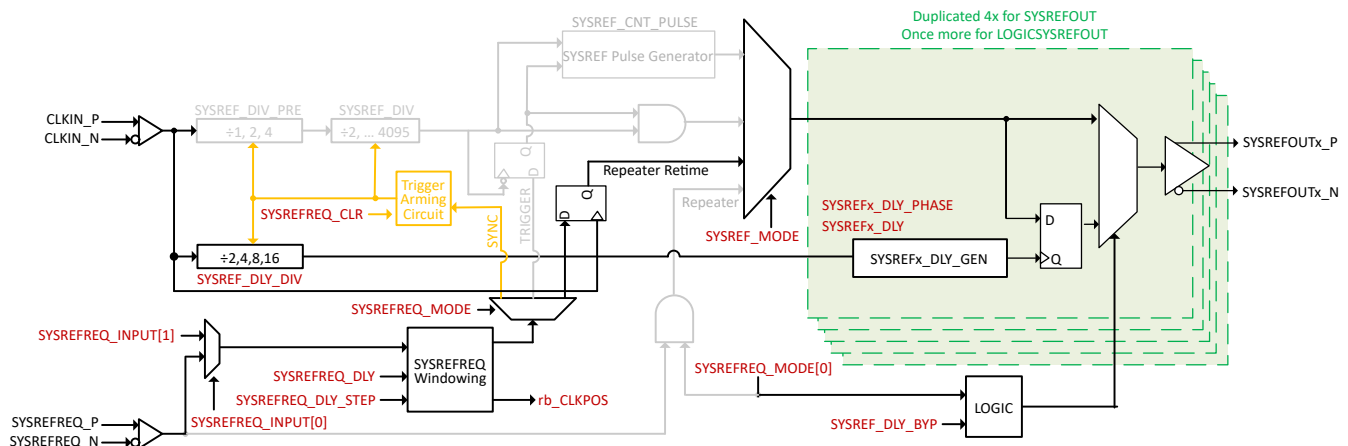 Duplicated 4x for SYSREFOUT
Once more for LOGICSYSREFOUT
SYSREF_CNT_PULSE
SYSREF Pulse Generator
SYSREF_DIV_PRE
SYSREF_DIV
÷1, 2, 4
÷2, ... 4095
CLKIN_P
CLKIN_N
Q
D
TRIGGER
Trigger
Arming
Circuit
SYSREFREQ_CLR
SYNC
Repeater Retime
Q
D
Repeater
SYSREF_MODE
SYSREFx_DLY_PHASE
SYSREFx_DLY
SYSREFx_DLY_GEN
D
Q
SYSREFOUTx_P
SYSREFOUTx_N
÷2,4,8,16
SYSREF_DLY_DIV
SYSREFREQ_MODE
SYSREFREQ_INPUT[1]
SYSREFREQ
Windowing
SYSREFREQ_DLY
SYSREFREQ_DLY_STEP
rb_CLKPOS
SYSREFREQ_INPUT[0]
SYSREFREQ_P
SYSREFREQ_N
SYSREFREQ_MODE[0]
LOGIC
SYSREF_DLY_BYP